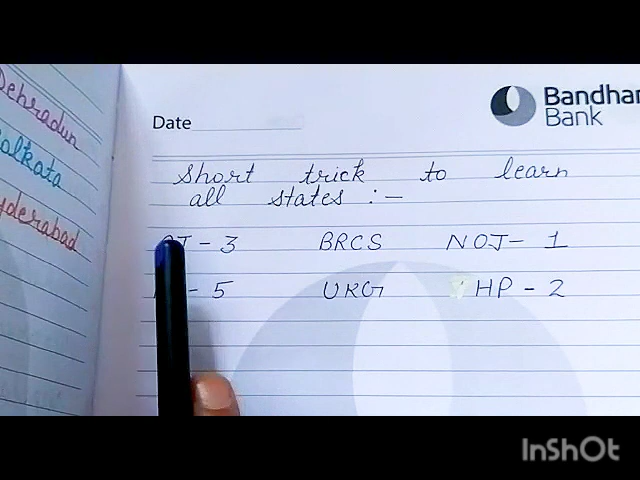 Dehradun
Kolkata
yderabad
Bandhan
Bank
Date
Short trick to learn
all states :-
T - 3 BRCS NOJ - 1
- 5 URG HP - 2
InShOt